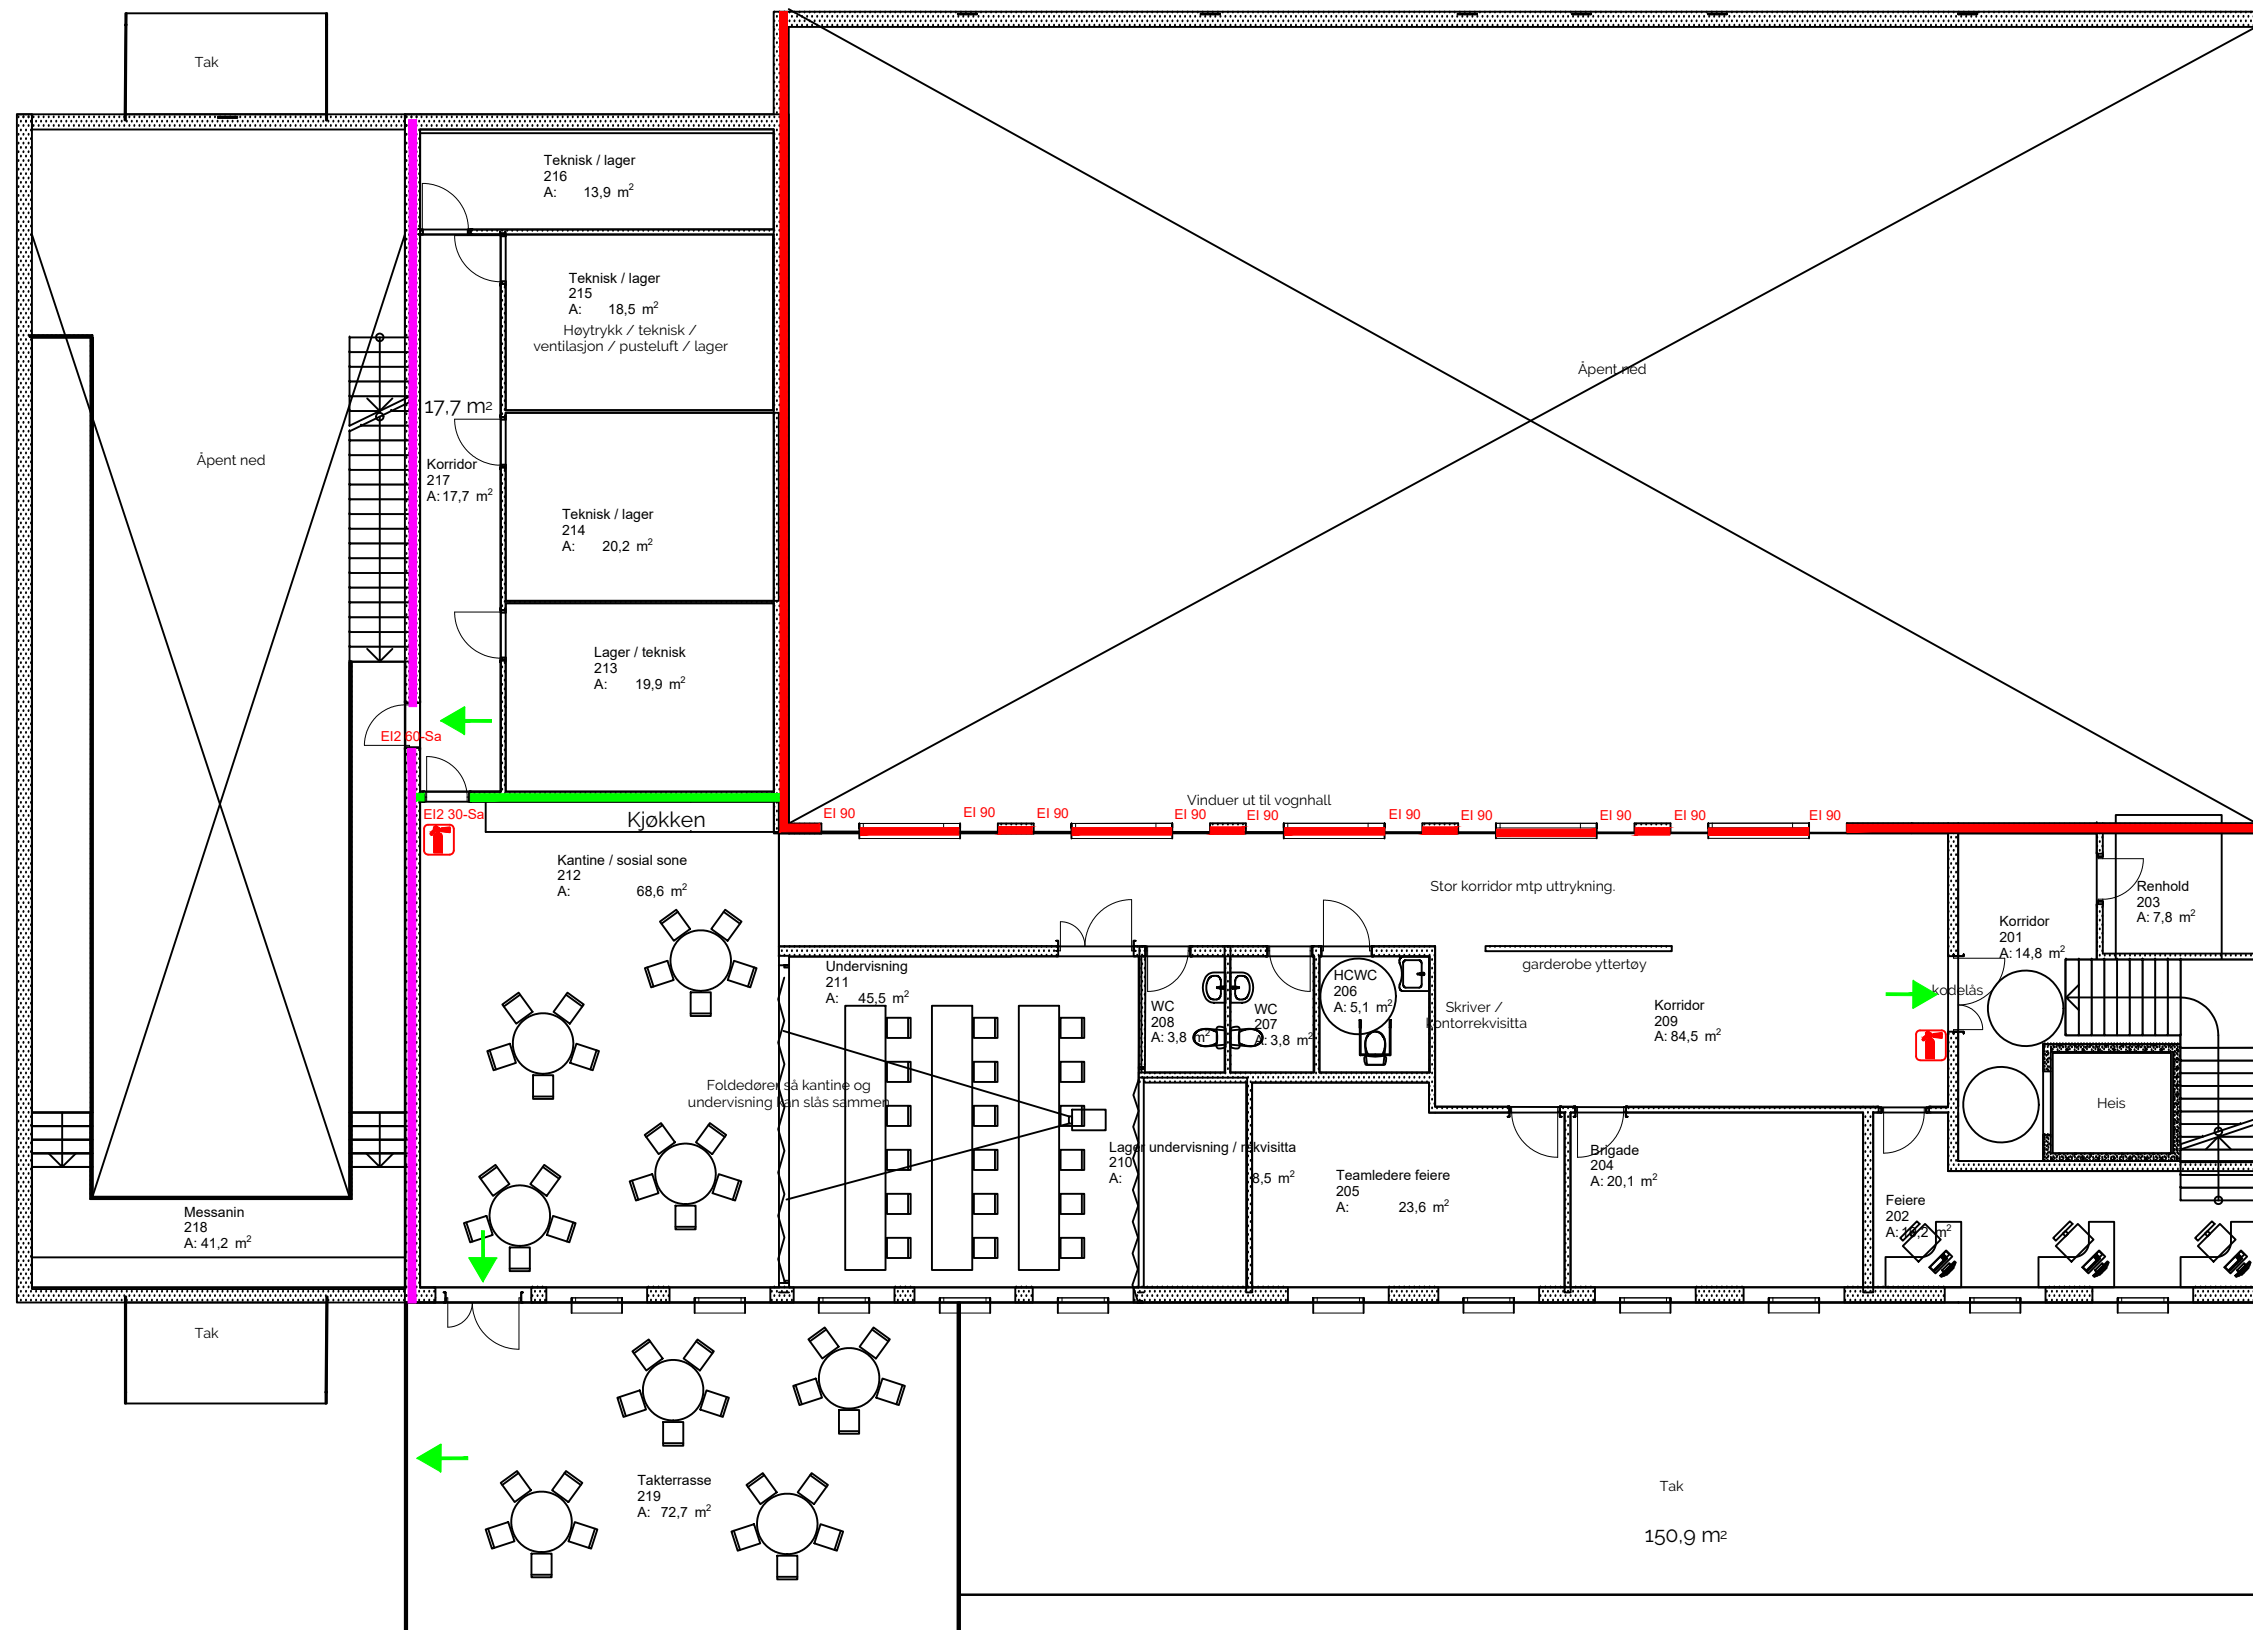 Tak
Teknisk / lager
216
A: 13,9 m²
Teknisk / lager
215
A: 18,5 m²
Høytrykk / teknisk /
ventilasjon / pusteluft / lager
Åpent ned
17,7 m²
Åpent ned
Korridor
217
A: 17,7 m²
Teknisk / lager
214
A: 20,2 m²
Lager / teknisk
213
A: 19,9 m²
EI2 60-Sa
EI2 30-Sa
Kjøkken
Vinduer ut til vognhall
EI 90
EI 90
EI 90
EI 90
EI 90
EI 90
EI 90
EI 90
EI 90
EI 90
Kantine / sosial sone
212
A: 68,6 m²
Stor korridor mtp uttrykning.
Renhold
203
A: 7,8 m²
Korridor
201
A: 14,8 m²
kodelås
garderobe yttertøy
Undervisning
211
A: 45,5 m²
WC
208
A: 3,8 m²
WC
207
A: 3,8 m²
HCWC
206
A: 5,1 m²
Skriver /
kontorrekvisitta
Korridor
209
A: 84,5 m²
Foldedører så kantine og
undervisning kan slås sammen
Heis
Lager undervisning / rekvisitta
210
A: 8,5 m²
Teamledere feiere
205
A: 23,6 m²
Brigade
204
A: 20,1 m²
Feiere
202
A: m²
Messanin
218
A: 41,2 m²
Tak
Takterrasse
219
A: 72,7 m²
Tak
150,9 m²